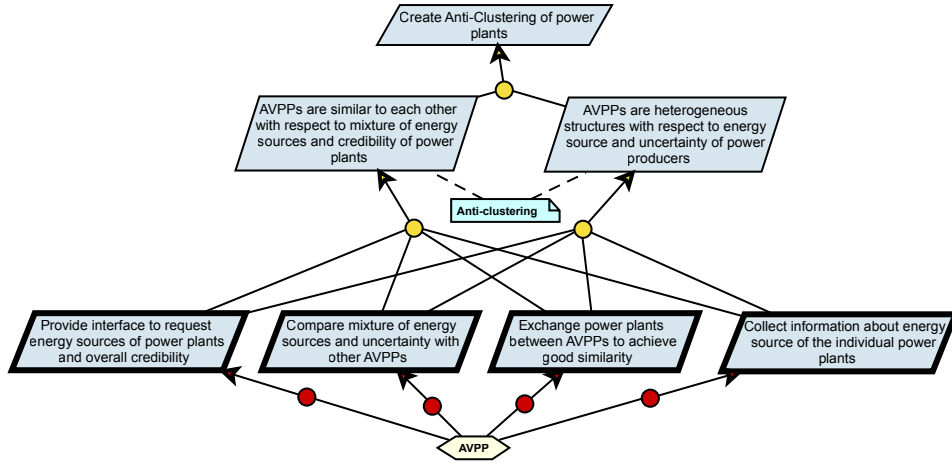 Create Anti-Clustering of power
plants
AVPPs are similar to each other
with respect to mixture of energy
sources and credibility of power
plants
AVPPs are heterogeneous
structures with respect to energy
source and uncertainty of power
producers
Anti-clustering
Provide interface to request
energy sources of power plants
and overall credibility
Compare mixture of energy
sources and uncertainty with
other AVPPs
Exchange power plants
between AVPPs to achieve
good similarity
Collect information about energy
source of the individual power
plants
AVPP